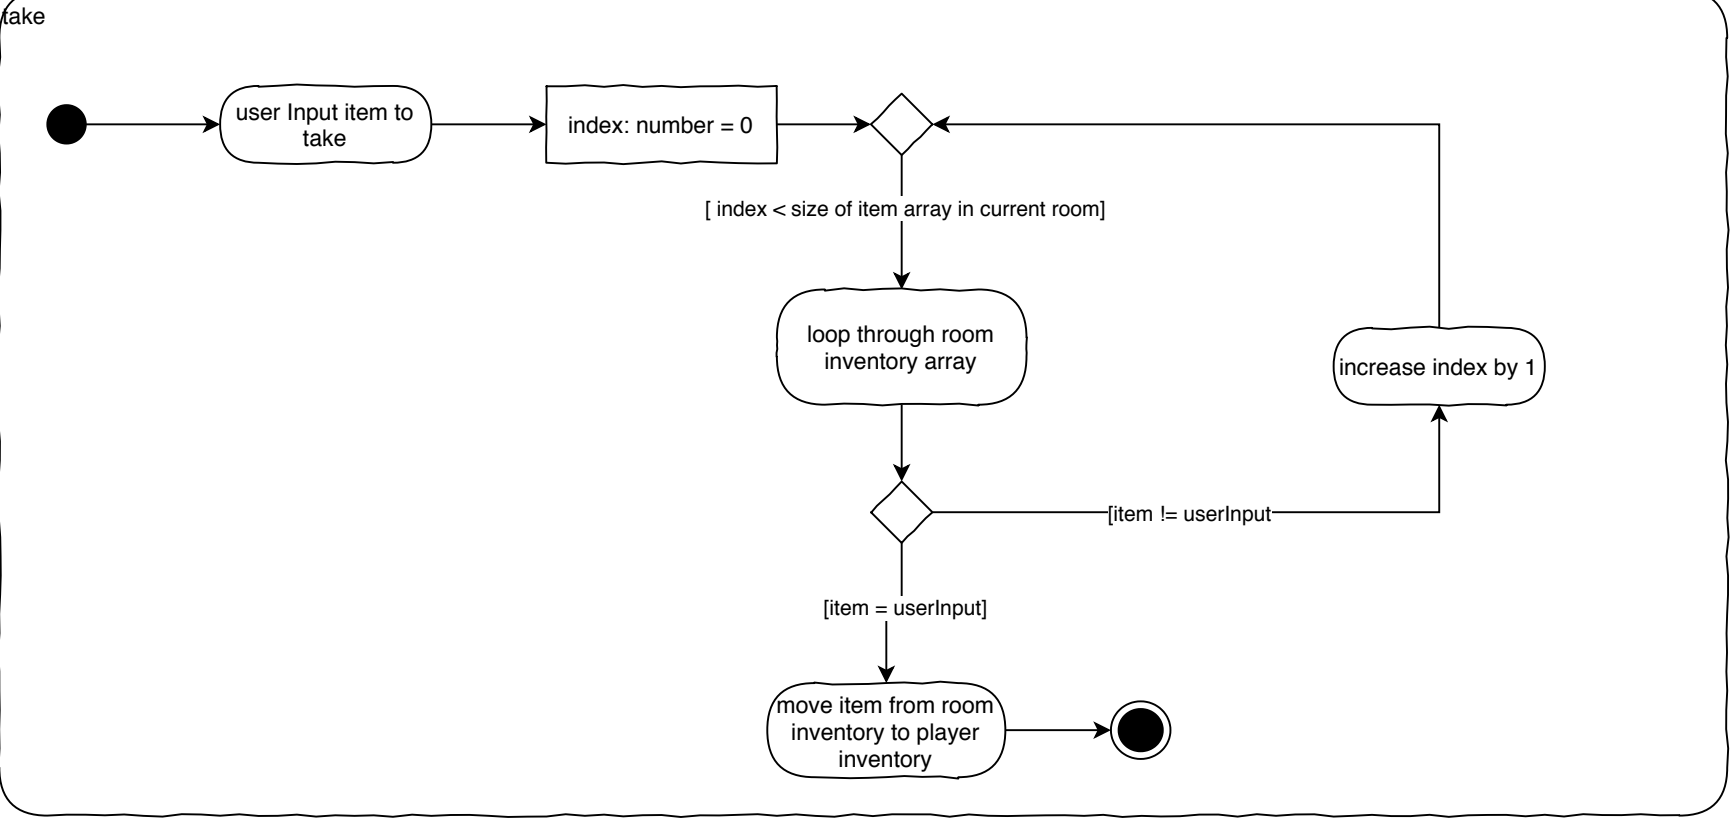 take
user Input item to
take
index: number = 0
[ index < size of item array in current room]
loop through room
inventory array
increase index by 1
[item != userInput
[item = userInput]
move item from room
inventory to player
inventory